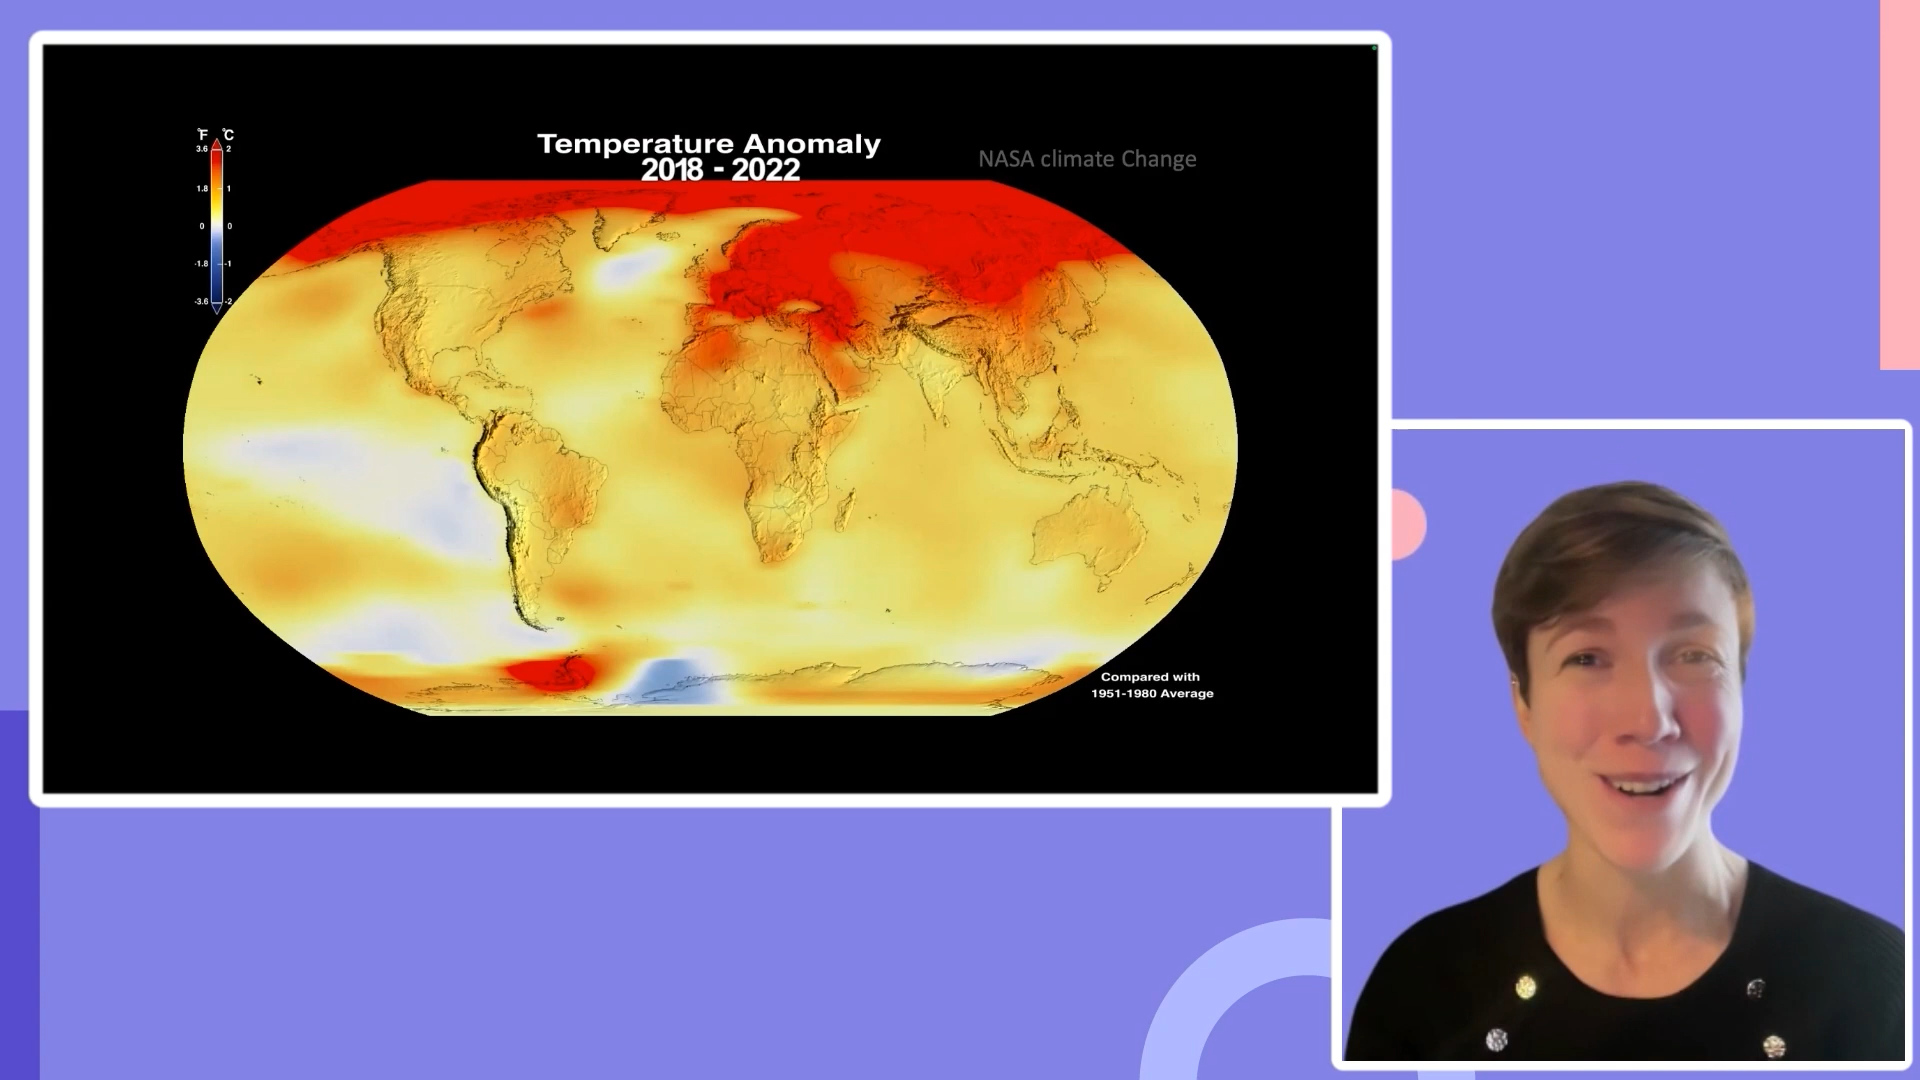 °F °C
3.6 2
1.8 1
0 0
-1.8 -1
-3.6 -2
Temperature Anomaly
2018 - 2022
NASA climate Change
Compared with
1951-1980 Average